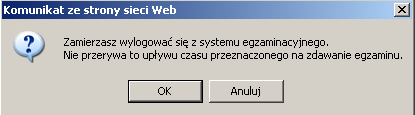 Komunikat ze strony sieci Web
Zamierzasz wylogować się z systemu egzaminacyjnego.
Nie przerywa to upływu czasu przeznaczonego na zdawanie egzaminu.
OK
Anuluj